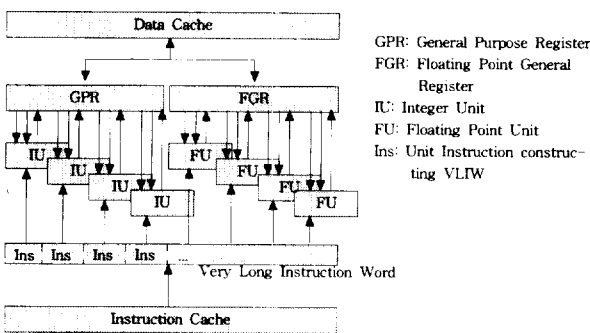 Data Cache
GPR: General Purpose Register
FGR: Floating Point General
Register
IU: Integer Unit
FU: Floating Point Unit
Ins: Unit Instruction construc-
ting VLIW
GPR
FGR
IU
IU
IU
IU
FU
FU
FU
FU
Ins Ins Ins Ins ...
Very Long Instruction Word
Instruction Cache